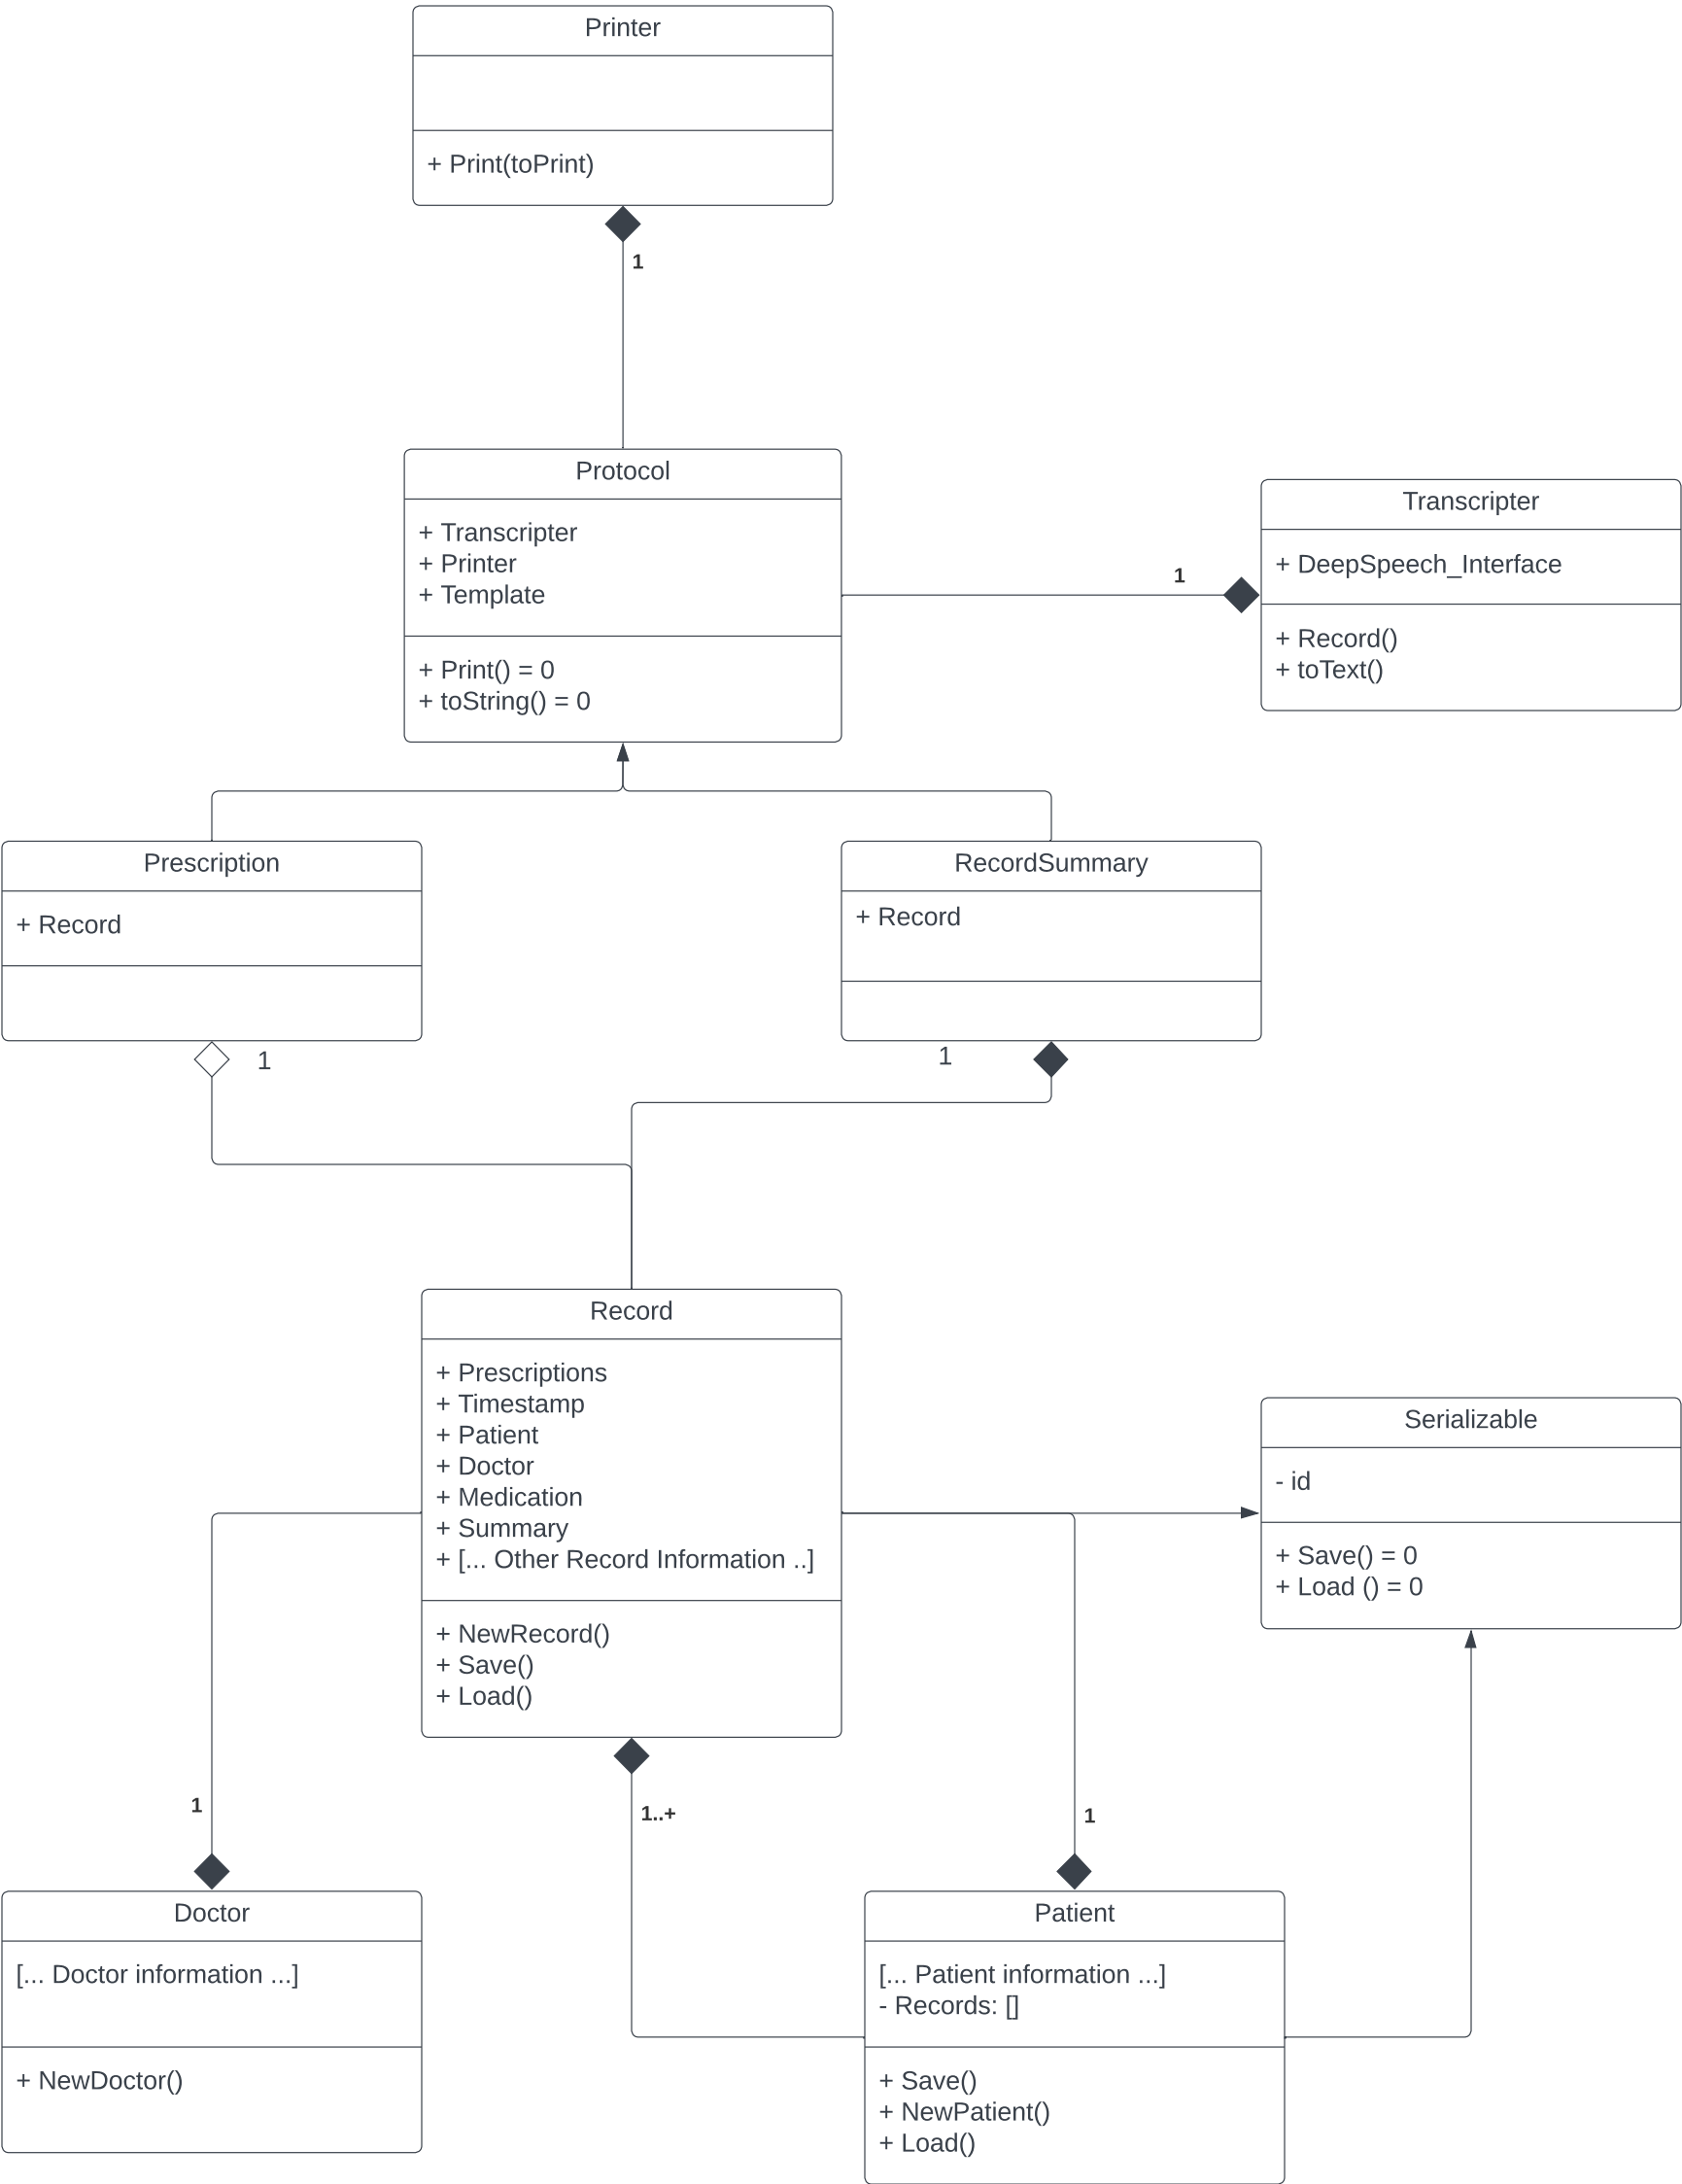 Printer
+ Print(toPrint)
1
Protocol
+ Transcripter
+ Printer
+ Template
+ Print() = 0
+ toString() = 0
1
Transcripter
+ DeepSpeech_Interface
+ Record()
+ toText()
Prescription
+ Record
1
RecordSummary
+ Record
1
Record
+ Prescriptions
+ Timestamp
+ Patient
+ Doctor
+ Medication
+ Summary
+ [... Other Record Information ..]
+ NewRecord()
+ Save()
+ Load()
Serializable
- id
+ Save() = 0
+ Load () = 0
1
1..+
1
Doctor
[... Doctor information ...]
+ NewDoctor()
Patient
[... Patient information ...]
- Records: []
+ Save()
+ NewPatient()
+ Load()